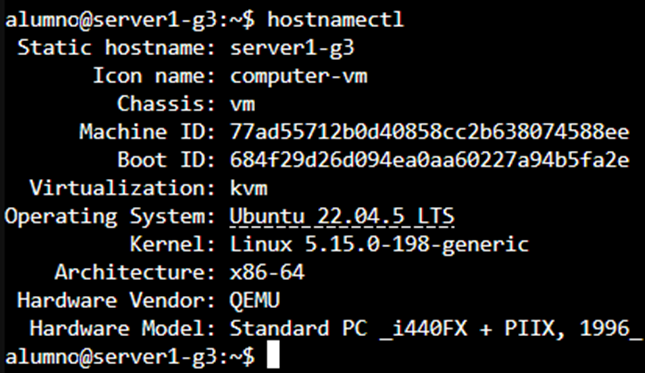 alumno@server1-g3:~$ hostnamectl
Static hostname: server1-g3
Icon name: computer-vm
Chassis: vm
Machine ID: 77ad55712b0d40858cc2b638074588ee
Boot ID: 684f29d26d094ea0aa60227a94b5fa2e
Virtualization: kvm
Operating System: Ubuntu 22.04.5 LTS
Kernel: Linux 5.15.0-198-generic
Architecture: x86-64
Hardware Vendor: QEMU
Hardware Model: Standard PC _i440FX + PIIX, 1996_
alumno@server1-g3:~$